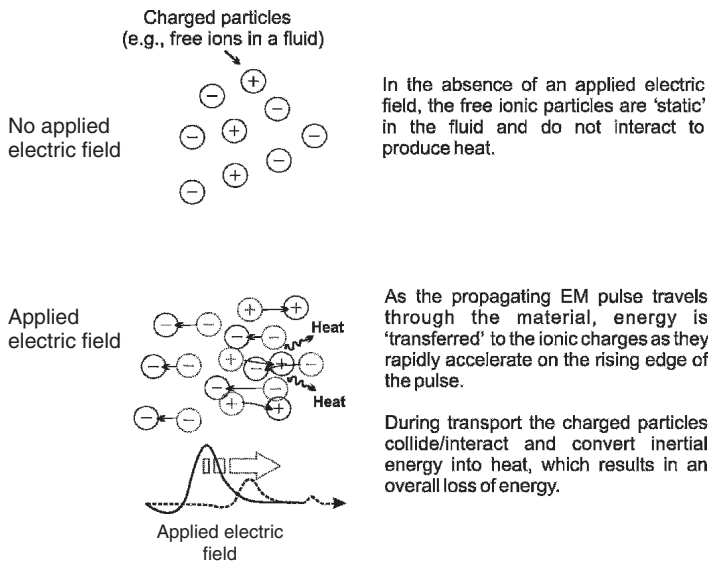 Charged particles
(e.g., free ions in a fluid)
No applied
electric field
In the absence of an applied electric
field, the free ionic particles are ‘static’
in the fluid and do not interact to
produce heat.
Applied
electric field
Heat
Heat
As the propagating EM pulse travels
through the material, energy is
‘transferred’ to the ionic charges as they
rapidly accelerate on the rising edge of
the pulse.
During transport the charged particles
collide/interact and convert inertial
energy into heat, which results in an
overall loss of energy.
Applied electric
field